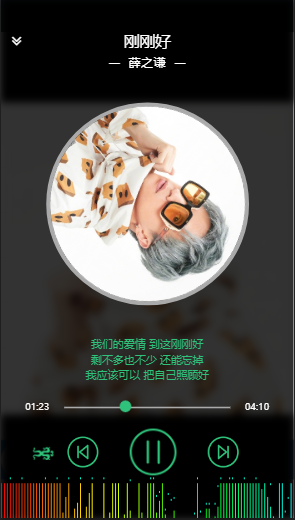 刚刚好
— 薛之谦 —
我们的爱情 到这刚刚好
剩不多也不少 还能忘掉
我应该可以 把自己照顾好
01:23
04:10